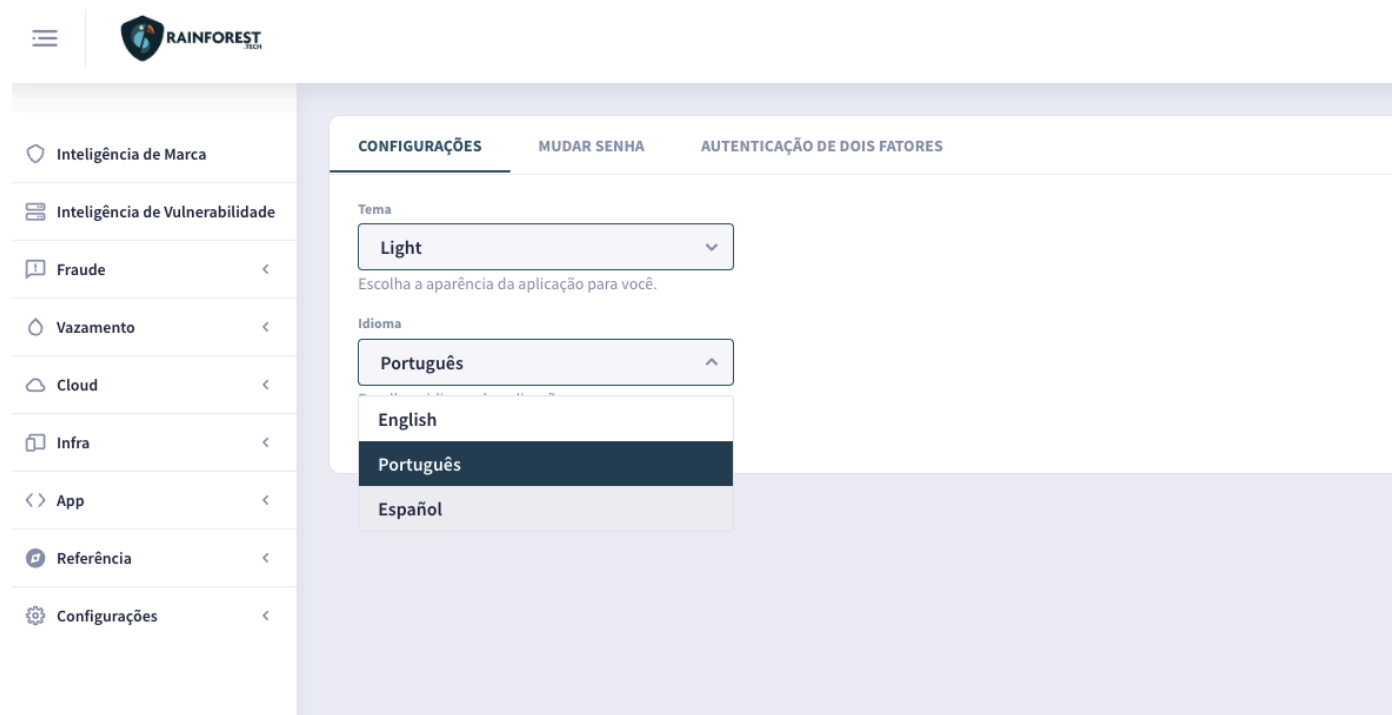 RAINFOREST
.TECH
Inteligência de Marca
Inteligência de Vulnerabilidade
Fraude
Vazamento
Cloud
Infra
App
Referência
Configurações
CONFIGURAÇÕES MUDAR SENHA AUTENTICAÇÃO DE DOIS FATORES
Tema
Light
Escolha a aparência da aplicação para você.
Idioma
Português
English
Português
Español